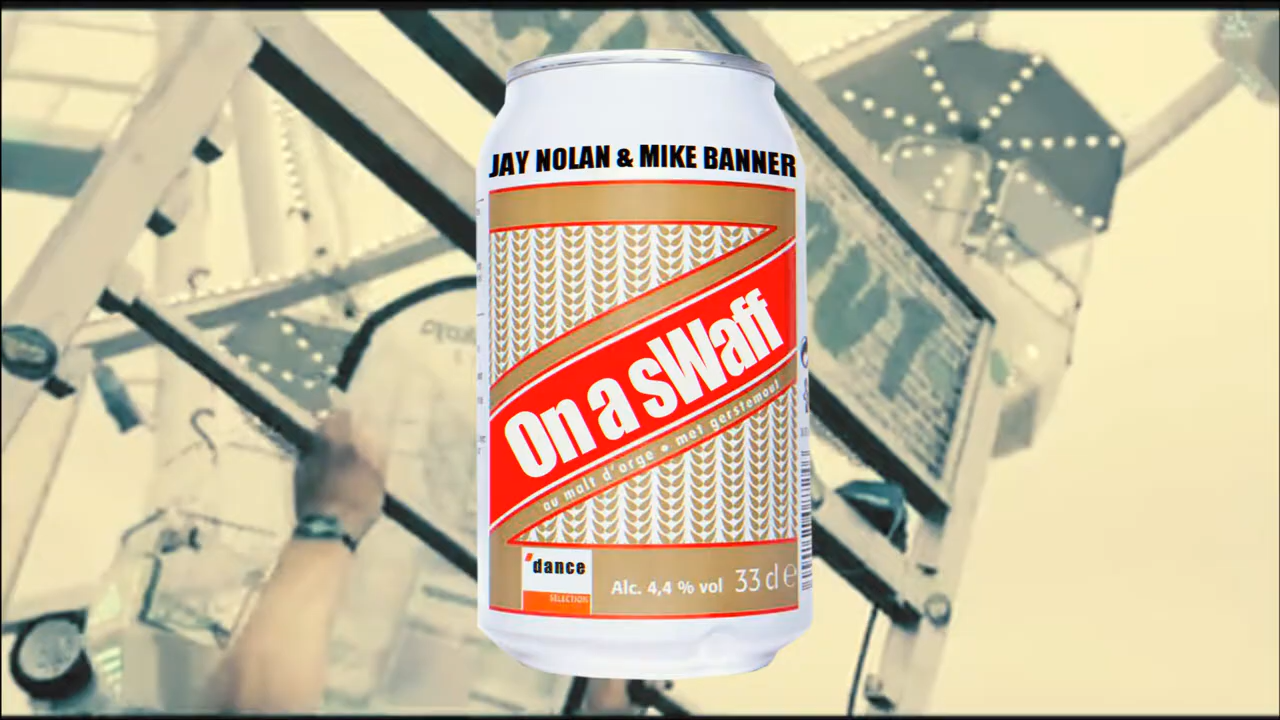 JAY NOLAN & MIKE BANNER
On a sWaff
au malt d'orge • met gerstemout
'dance
SELECTION
Alc. 4,4 % vol 33 cl e